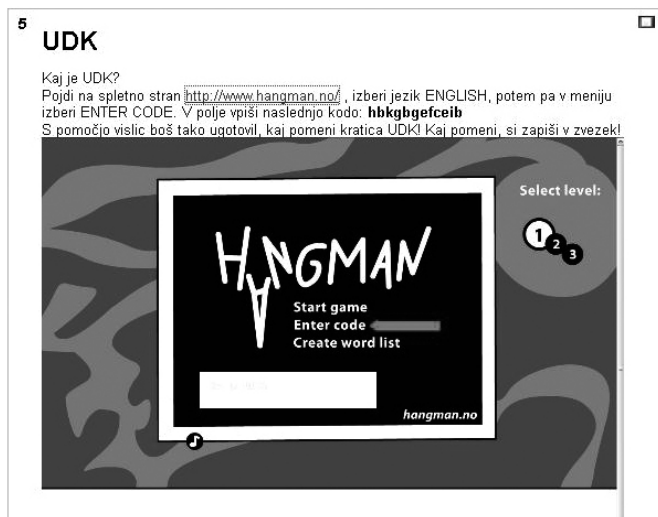 5
UDK
Kaj je UDK?
Pojdi na spletno stran http://www.hangman.no/ , izberi jezik ENGLISH, potem pa v meniju
izberi ENTER CODE. V polje vpiši naslednjo kodo: hbkgbgefceib
S pomočjo vislic boš tako ugotovil, kaj pomeni kratica UDK! Kaj pomeni, si zapiši v zvezek!
Select level:
1
2
3
HANGMAN
Start game
Enter code
Create word list
hangman.no